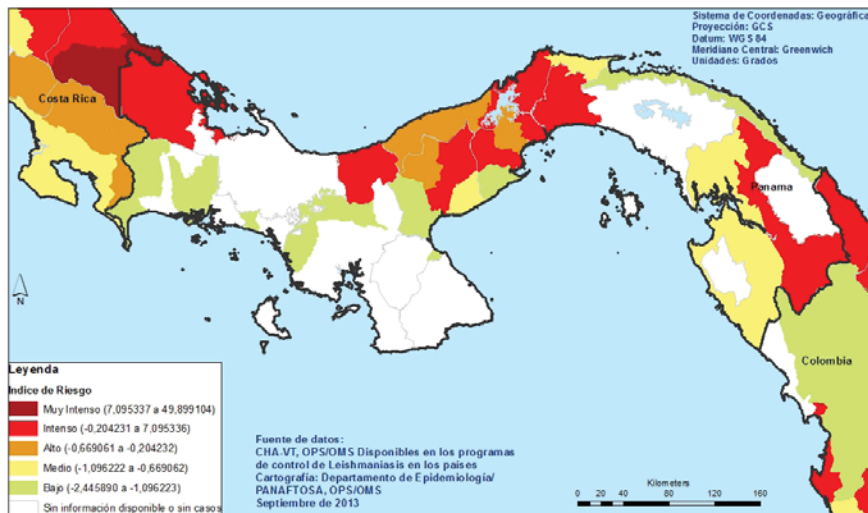 Sistema de Coordenadas: Geográfica
Proyección: GCS
Datum: WGS 84
Meridiano Central: Greenwich
Unidades: Grados
Costa Rica
Panama
Colombia
N
Leyenda
Indice de Riesgo
Muy Intenso (7,095337 a 49,899104)
Intenso (-0,204231 a 7,095336)
Alto (-0,669061 a -0,204232)
Medio (-1,096222 a -0,669062)
Bajo (-2,445890 a -1,096223)
Sin información disponible o sin casos
Fuente de datos:
CHA-VT, OPS/OMS Disponibles en los programas
de control de Leishmaniasis en los países
Cartografía: Departamento de Epidemiología/
PANAFTOSA, OPS/OMS
Septiembre de 2013
Kilometers
0 20 40 80 120 160